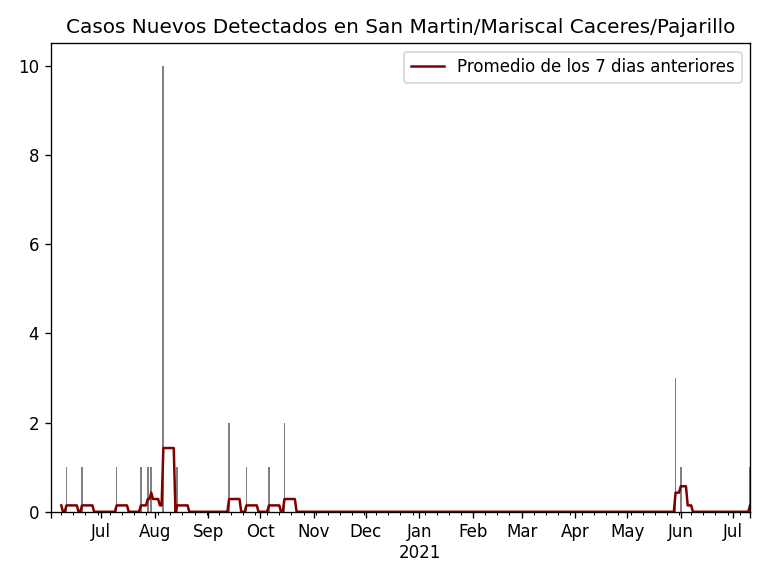 Casos Nuevos Detectados en San Martin/Mariscal Caceres/Pajarillo
Promedio de los 7 dias anteriores
10
8
6
4
2
0
Jul Aug Sep Oct Nov Dec Jan Feb Mar Apr May Jun Jul
2021